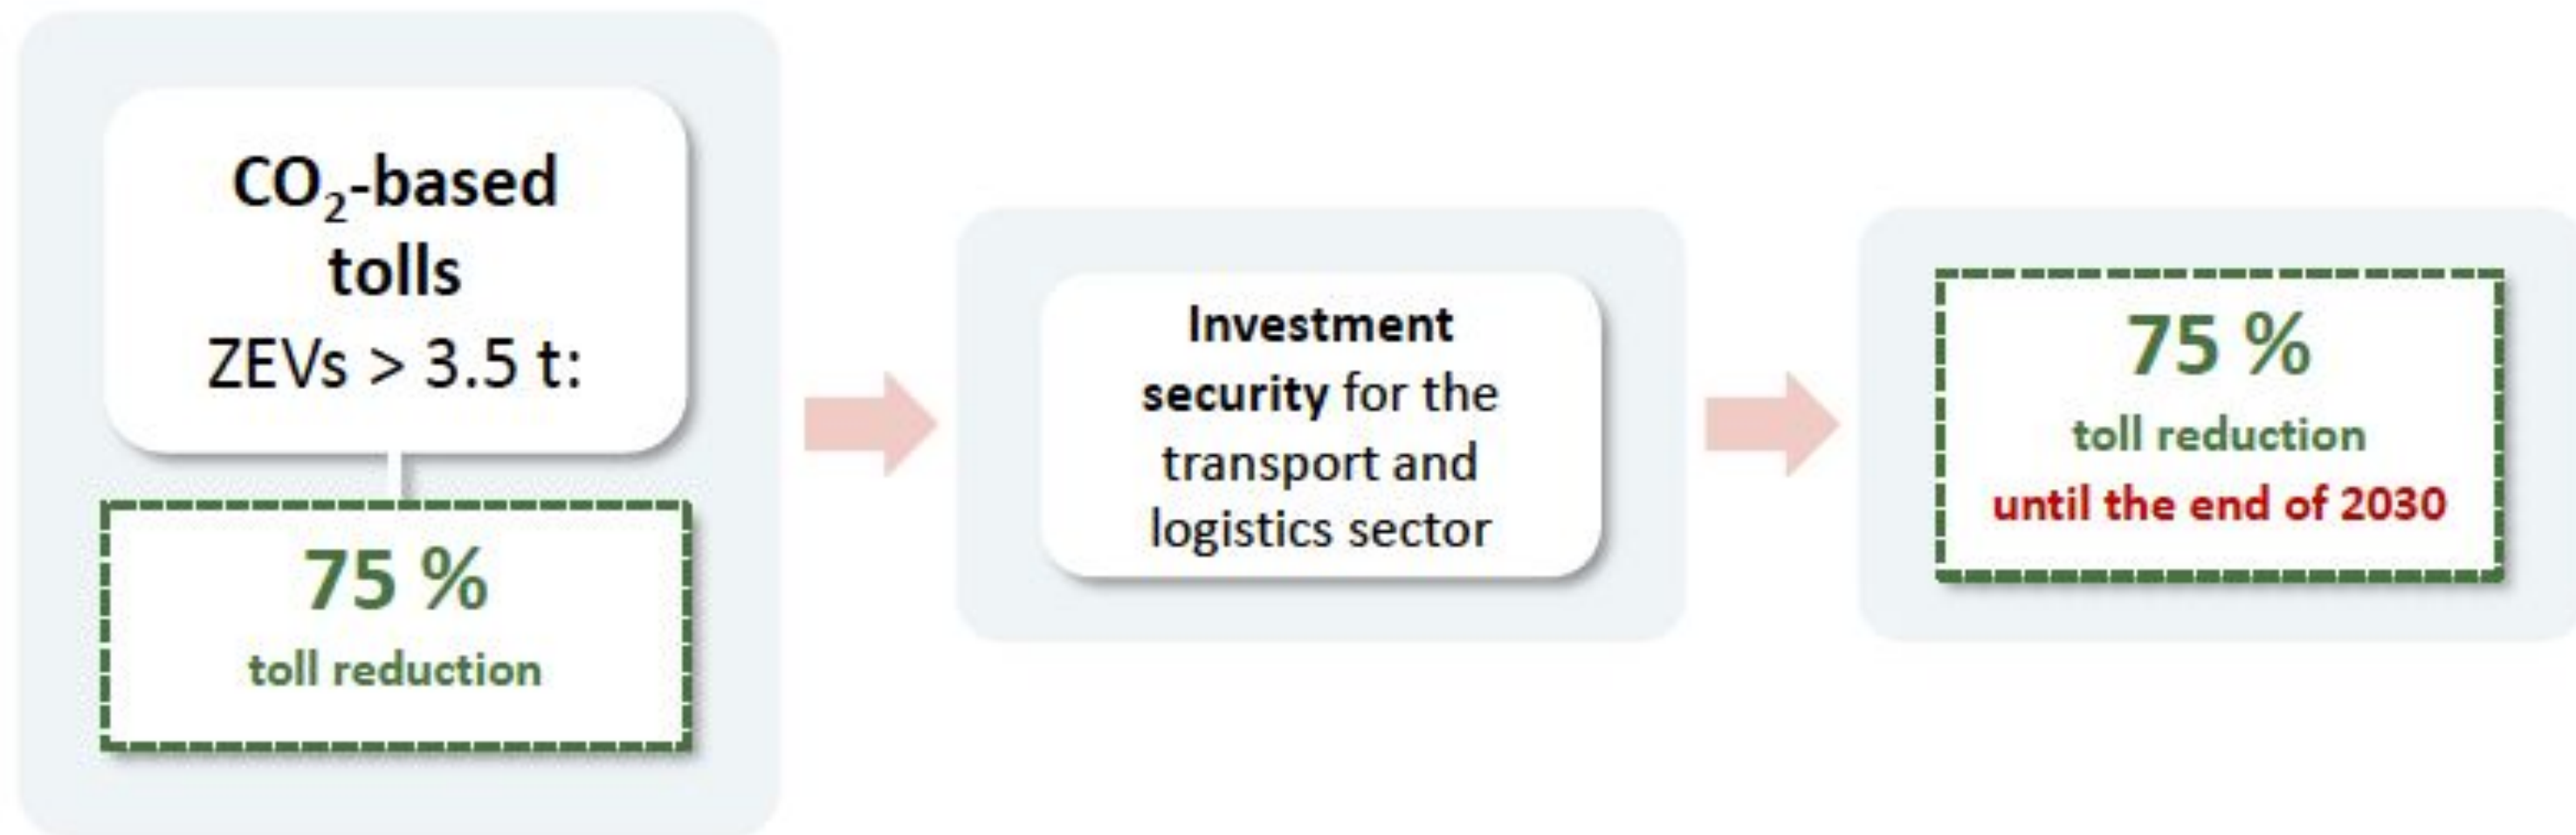 CO₂-based
tolls
ZEVs > 3.5 t:
75 %
toll reduction
Investment
security for the
transport and
logistics sector
75 %
toll reduction
until the end of 2030